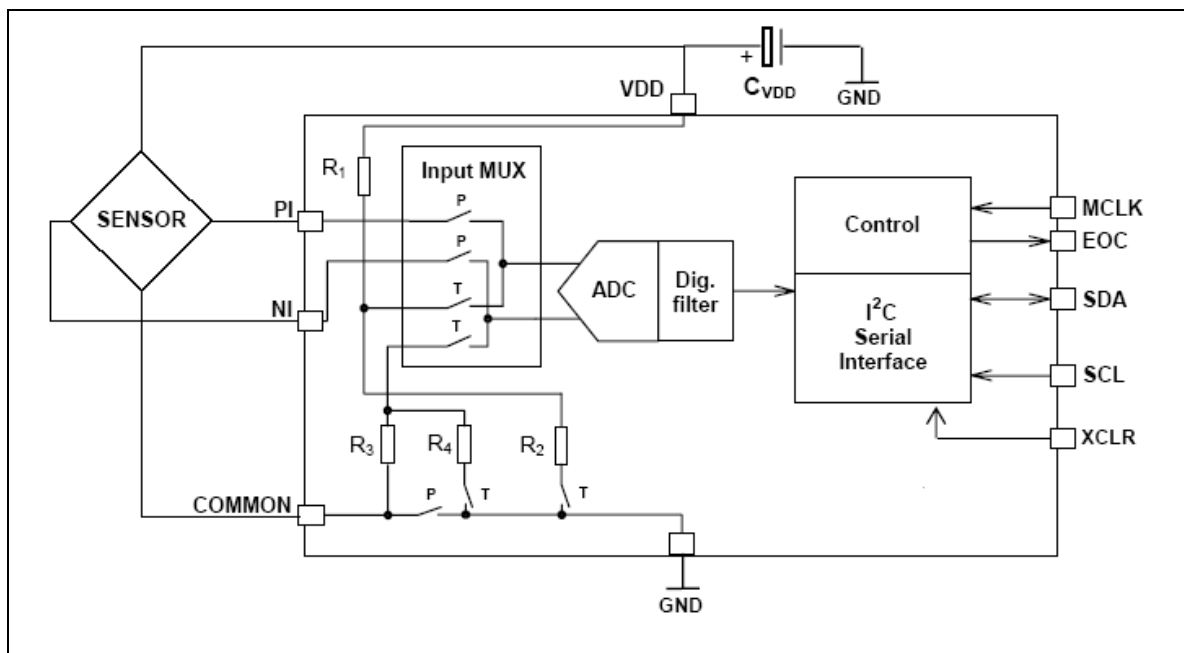 +
C_VDD
GND
VDD
R₁
Input MUX
P
SENSOR
PI
P
NI
T
T
ADC
Dig.
filter
Control
I²C
Serial
Interface
MCLK
EOC
SDA
SCL
XCLR
R₃
R₄
R₂
P
T
T
COMMON
GND